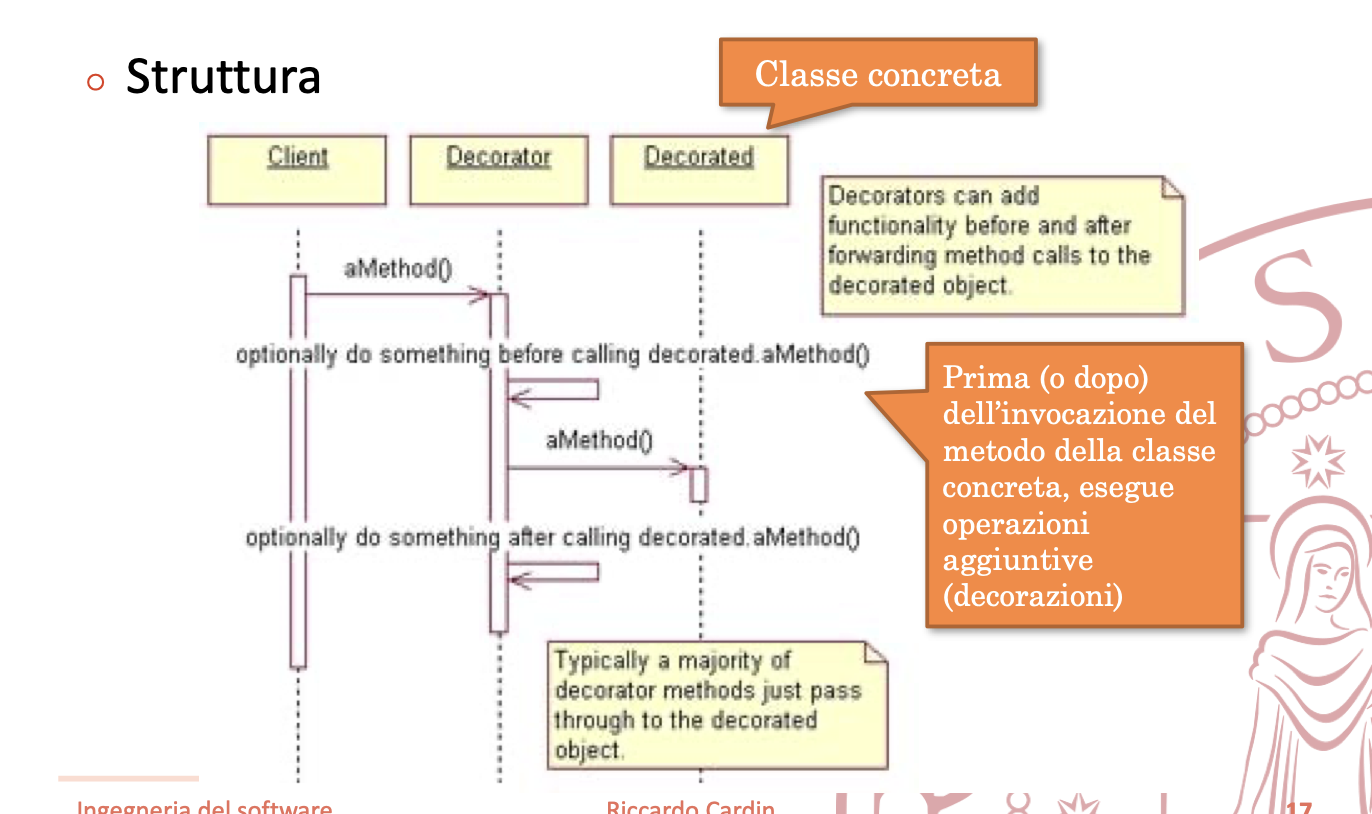 Struttura
Classe concreta
Client
Decorator
Decorated
Decorators can add
functionality before and after
forwarding method calls to the
decorated object.
aMethod()
optionally do something before calling decorated.aMethod()
Prima (o dopo)
dell'invocazione del
metodo della classe
concreta, esegue
operazioni
aggiuntive
(decorazioni)
aMethod()
optionally do something after calling decorated.aMethod()
Typically a majority of
decorator methods just pass
through to the decorated
object.
Ingegneria del software
Riccardo Cardin
17